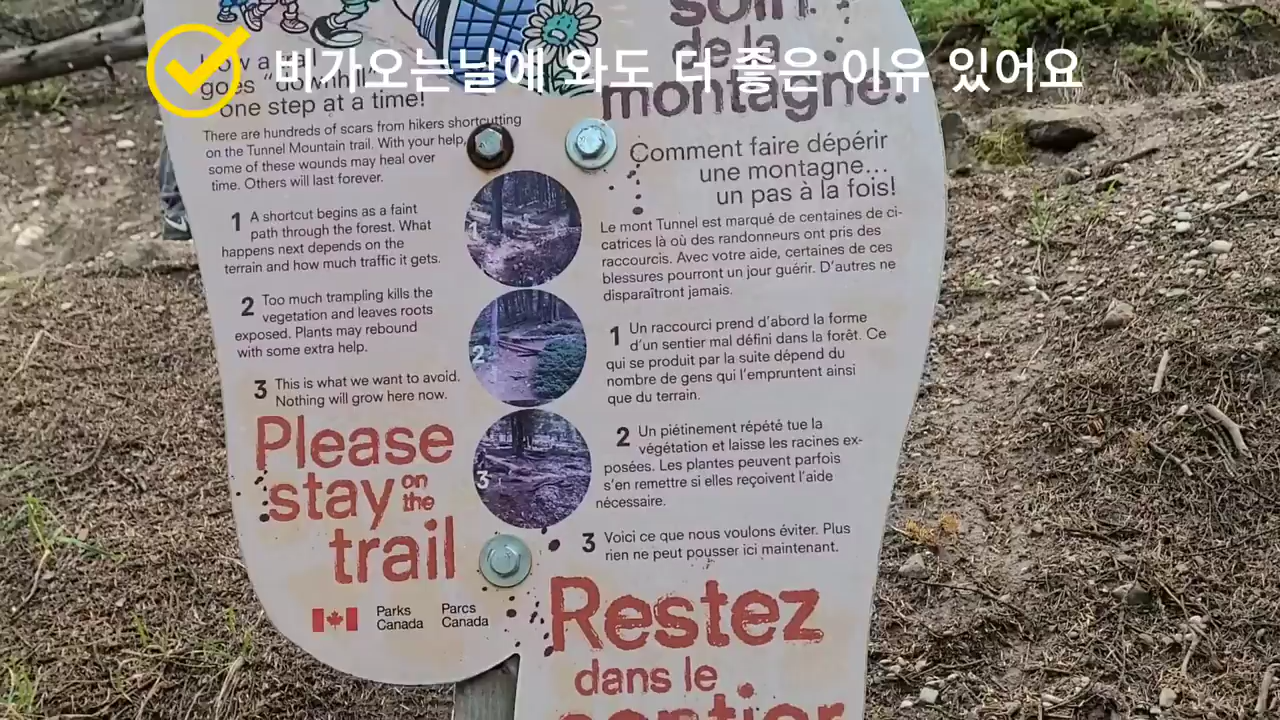 비가오는날에 와도 더 좋은 이유 있어요
goes "downhill"
one step at a time!
There are hundreds of scars from hikers shortcutting
on the Tunnel Mountain trail. With your help,
some of these wounds may heal over
time. Others will last forever.
1 A shortcut begins as a faint
path through the forest. What
happens next depends on the
terrain and how much traffic it gets.
2 Too much trampling kills the
vegetation and leaves roots
exposed. Plants may rebound
with some extra help.
3 This is what we want to avoid.
Nothing will grow here now.
Please
stay on the
trail
Parks Canada
Parcs Canada
1
2
3
soin
de la
montagne!
Comment faire dépérir
une montagne...
un pas à la fois!
Le mont Tunnel est marqué de centaines de ci-
catrices là où des randonneurs ont pris des
raccourcis. Avec votre aide, certaines de ces
blessures pourront un jour guérir. D'autres ne
disparaîtront jamais.
1 Un raccourci prend d'abord la forme
d'un sentier mal défini dans la forêt. Ce
qui se produit par la suite dépend du
nombre de gens qui l'empruntent ainsi
que du terrain.
2 Un piétinement répété tue la
végétation et laisse les racines ex-
posées. Les plantes peuvent parfois
s'en remettre si elles reçoivent l'aide
nécessaire.
3 Voici ce que nous voulons éviter. Plus
rien ne peut pousser ici maintenant.
Restez
dans le
sentier